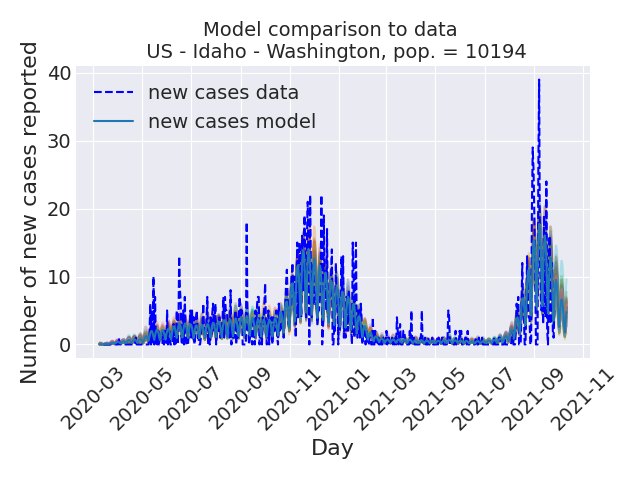 Model comparison to data
US - Idaho - Washington, pop. = 10194
Number of new cases reported
40
30
20
10
0
new cases data
new cases model
2020-03
2020-05
2020-07
2020-09
2020-11
2021-01
2021-03
2021-05
2021-07
2021-09
2021-11
Day